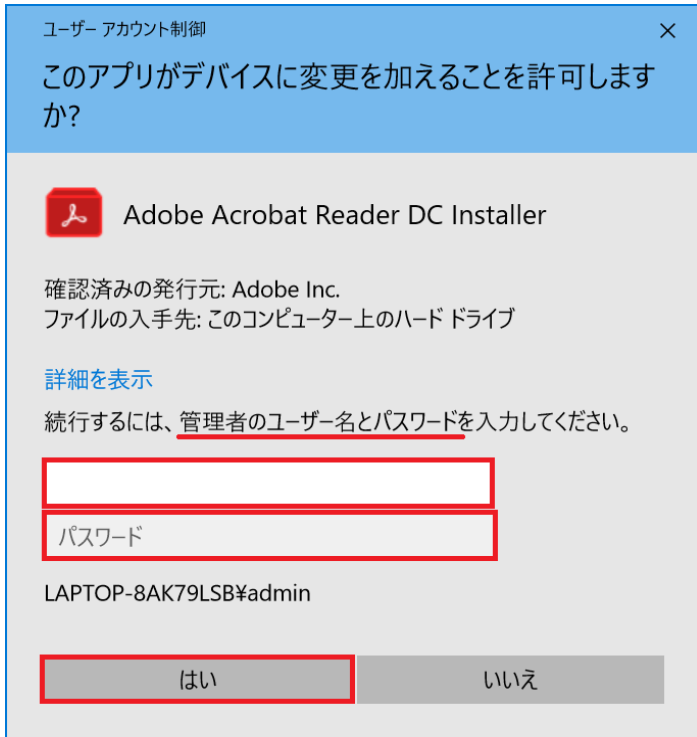 ユーザー アカウント制御
このアプリがデバイスに変更を加えることを許可します
か?
Adobe Acrobat Reader DC Installer
確認済みの発行元: Adobe Inc.
ファイルの入手先: このコンピューター上のハード ドライブ
詳細を表示
続行するには、管理者のユーザー名とパスワードを入力してください。
パスワード
LAPTOP-8AK79LSB¥admin
はい
いいえ